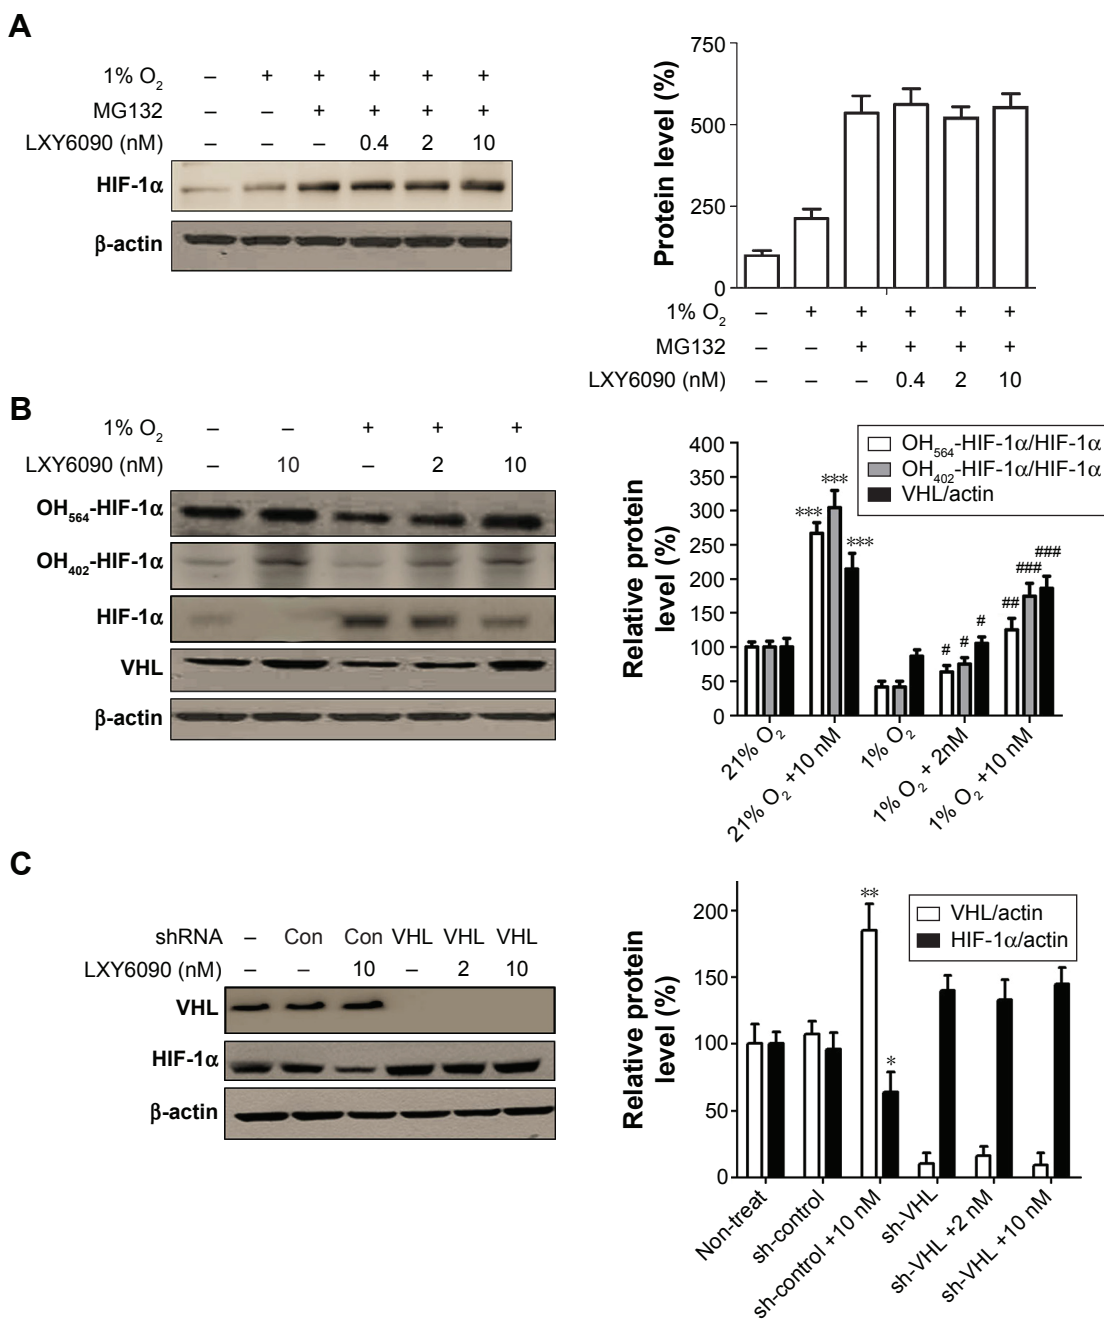 A
1% O₂ – + + + + +
MG132 – – + + + +
LXY6090 (nM) – – – 0.4 2 10
HIF-1α
β-actin
Protein level (%)
750
500
250
0
1% O₂ – + + + + +
MG132 – – + + + +
LXY6090 (nM) – – – 0.4 2 10
B
1% O₂ – – + + +
LXY6090 (nM) – 10 – 2 10
OH₅₆₄-HIF-1α
OH₄₀₂-HIF-1α
HIF-1α
VHL
β-actin
Relative protein
level (%)
400
350
300
250
200
150
100
50
0
OH₅₆₄-HIF-1α/HIF-1α
OH₄₀₂-HIF-1α/HIF-1α
VHL/actin
*** *** ***
# # #
## ### ###
21% O₂
21% O₂ +10 nM
1% O₂
1% O₂ + 2nM
1% O₂ +10 nM
C
shRNA – Con Con VHL VHL VHL
LXY6090 (nM) – – 10 – 2 10
VHL
HIF-1α
β-actin
Relative protein
level (%)
200
150
100
50
0
VHL/actin
HIF-1α/actin
** *
Non-treat
sh-control
sh-control +10 nM
sh-VHL
sh-VHL +2 nM
sh-VHL +10 nM